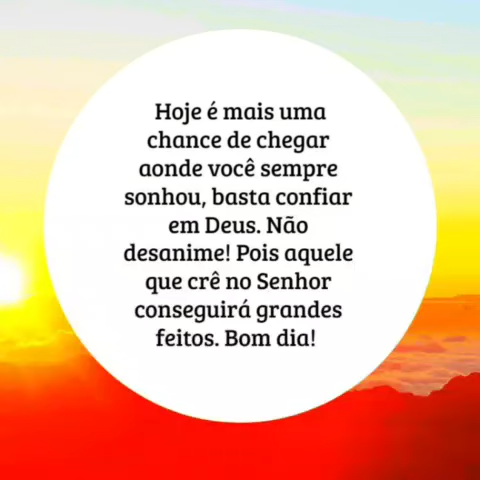 Hoje é mais uma
chance de chegar
aonde você sempre
sonhou, basta confiar
em Deus. Não
desanime! Pois aquele
que crê no Senhor
conseguirá grandes
feitos. Bom dia!